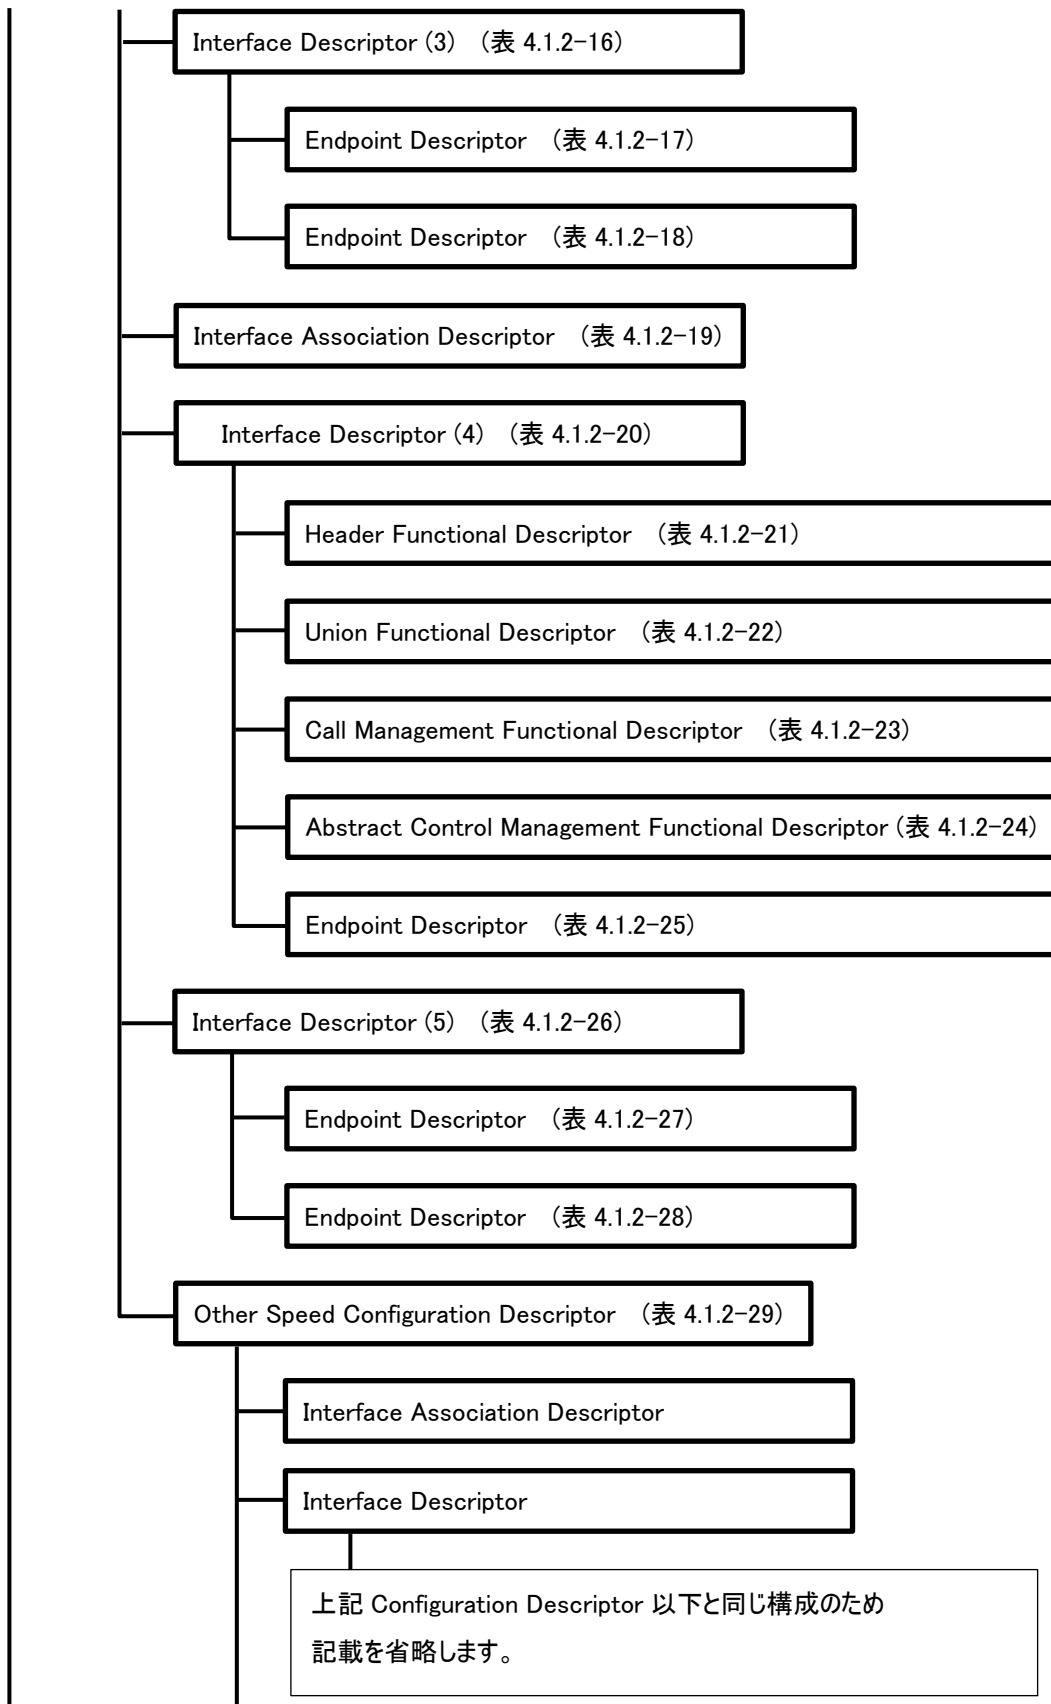 Interface Descriptor (3) （表 4.1.2-16）
Endpoint Descriptor （表 4.1.2-17）
Endpoint Descriptor （表 4.1.2-18）
Interface Association Descriptor （表 4.1.2-19）
Interface Descriptor (4) （表 4.1.2-20）
Header Functional Descriptor （表 4.1.2-21）
Union Functional Descriptor （表 4.1.2-22）
Call Management Functional Descriptor （表 4.1.2-23）
Abstract Control Management Functional Descriptor (表 4.1.2-24）
Endpoint Descriptor （表 4.1.2-25）
Interface Descriptor (5) （表 4.1.2-26）
Endpoint Descriptor （表 4.1.2-27）
Endpoint Descriptor （表 4.1.2-28）
Other Speed Configuration Descriptor （表 4.1.2-29）
Interface Association Descriptor
Interface Descriptor
上記 Configuration Descriptor 以下と同じ構成のため
記載を省略します。